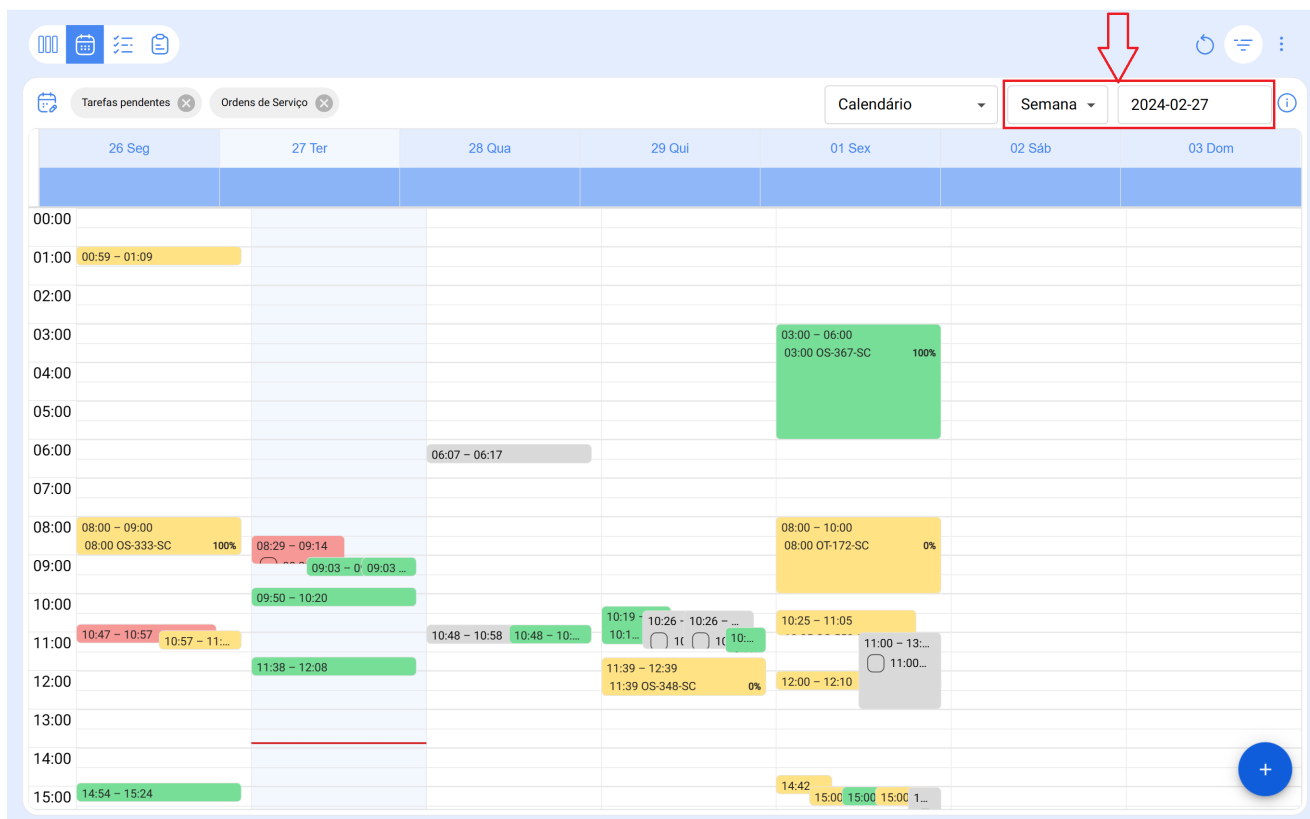 Tarefas pendentes
Ordens de Serviço
Calendário
Semana
2024-02-27
26 Seg
27 Ter
28 Qua
29 Qui
01 Sex
02 Sáb
03 Dom
00:00
01:00
00:59 – 01:09
02:00
03:00
03:00 – 06:00
03:00 OS-367-SC 100%
04:00
05:00
06:00
06:07 – 06:17
07:00
08:00
08:00 – 09:00
08:00 OS-333-SC 100%
08:29 – 09:14
08:00 – 10:00
08:00 OT-172-SC 0%
09:00
09:03 –
09:03 ...
09:50 – 10:20
10:00
10:19 -
10:1...
10:26 -
10:26 – ...
10:...
10:25 – 11:05
10:47 – 10:57
10:57 – 11:...
10:48 – 10:58
10:48 – 10:...
11:00
11:00 – 13:...
11:00...
11:38 – 12:08
11:39 – 12:39
11:39 OS-348-SC 0%
12:00
12:00 – 12:10
13:00
14:00
14:42
15:00
14:54 – 15:24
15:00
15:00
15:00
1...